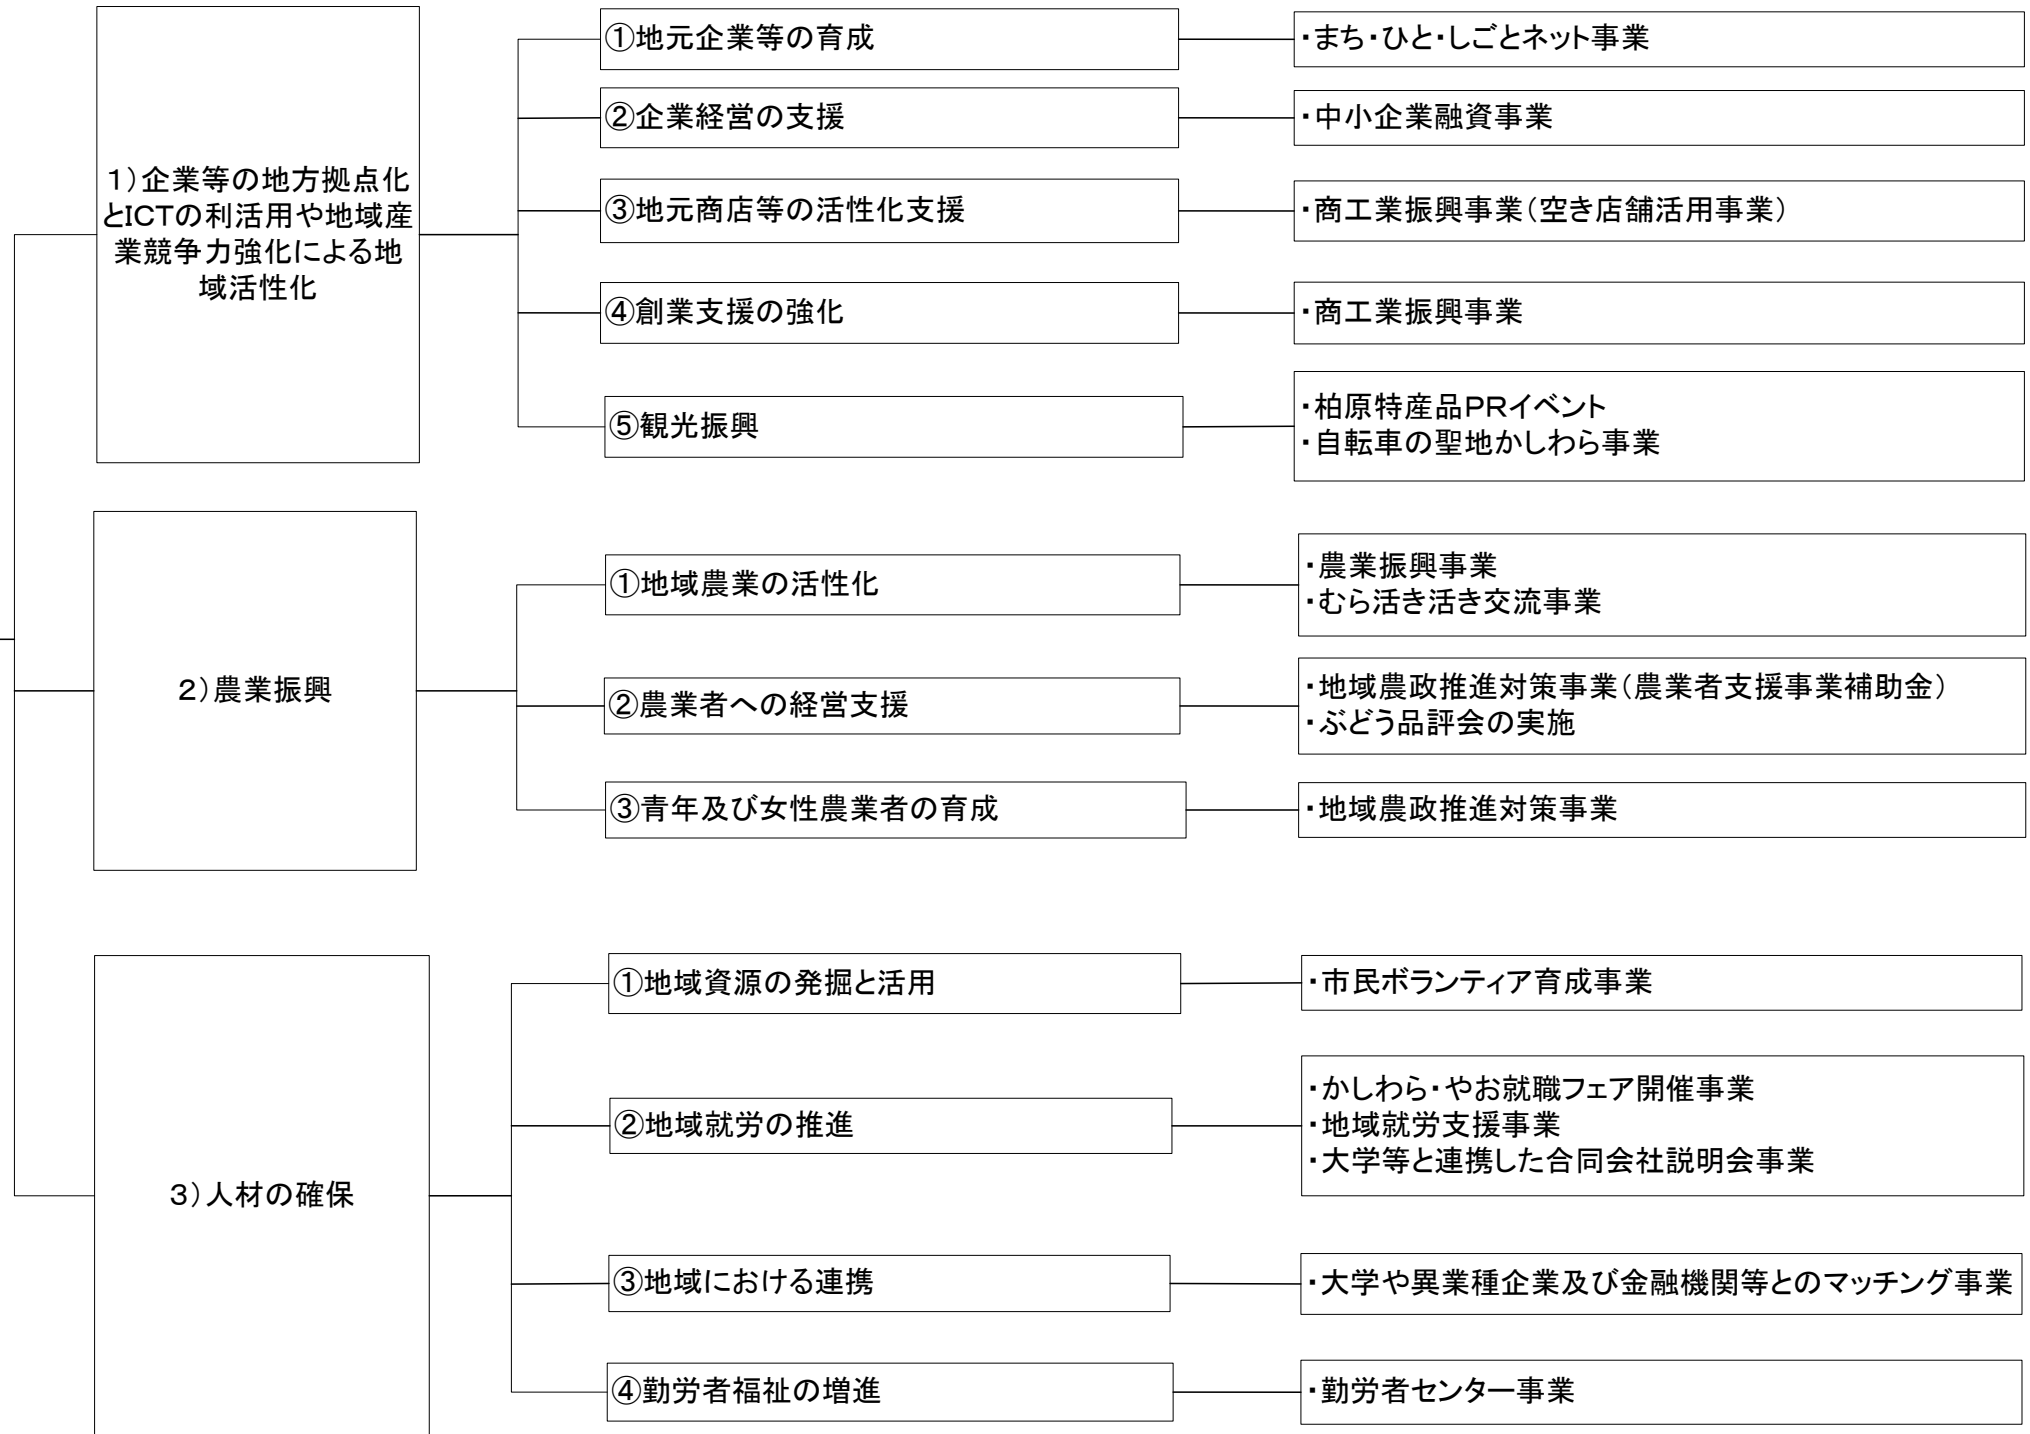 1）企業等の地方拠点化
とICTの利活用や地域産
業競争力強化による地
域活性化
①地元企業等の育成
・まち・ひと・しごとネット事業
②企業経営の支援
・中小企業融資事業
③地元商店等の活性化支援
・商工業振興事業（空き店舗活用事業）
④創業支援の強化
・商工業振興事業
⑤観光振興
・柏原特産品PRイベント
・自転車の聖地かしわら事業
2）農業振興
①地域農業の活性化
・農業振興事業
・むら活き活き交流事業
②農業者への経営支援
・地域農政推進対策事業（農業者支援事業補助金）
・ぶどう品評会の実施
③青年及び女性農業者の育成
・地域農政推進対策事業
3）人材の確保
①地域資源の発掘と活用
・市民ボランティア育成事業
②地域就労の推進
・かしわら・やお就職フェア開催事業
・地域就労支援事業
・大学等と連携した合同会社説明会事業
③地域における連携
・大学や異業種企業及び金融機関等とのマッチング事業
④勤労者福祉の増進
・勤労者センター事業